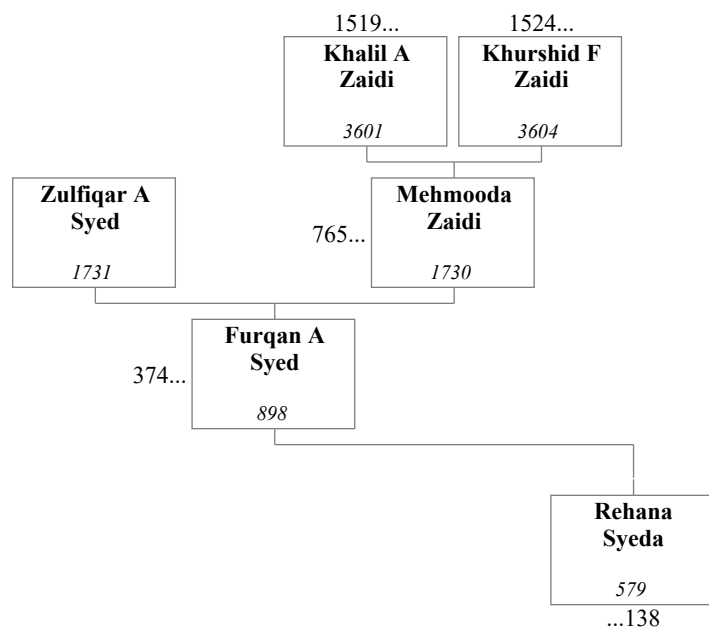 1519...
1524...
Khalil A
Zaidi
3601
Khurshid F
Zaidi
3604
Zulfiqar A
Syed
1731
765...
Mehmooda
Zaidi
1730
374...
Furqan A
Syed
898
Rehana
Syeda
579
...138